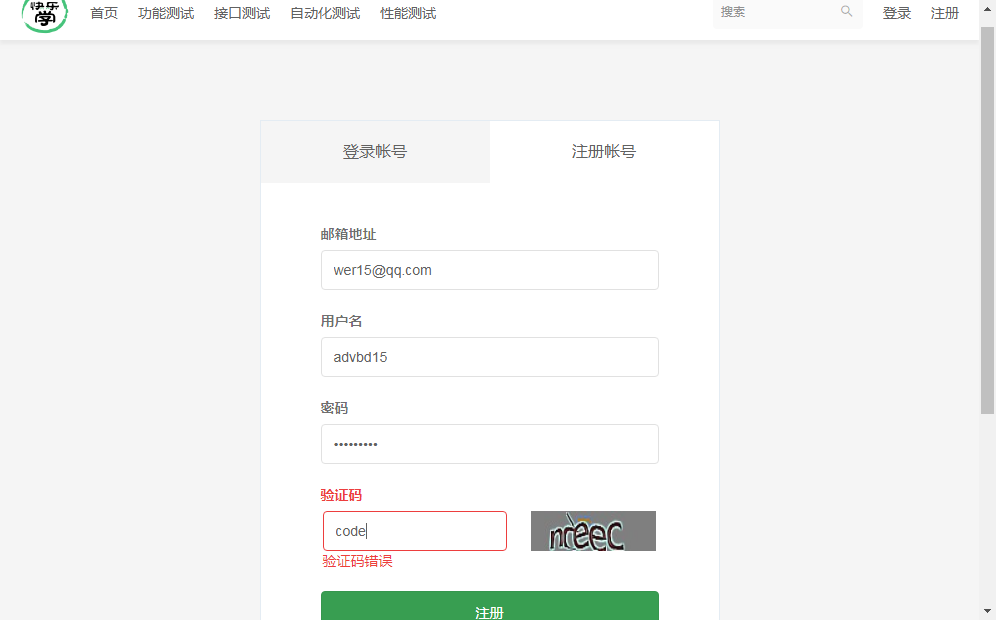 快乐
学
首页 功能测试 接口测试 自动化测试 性能测试 搜索 登录 注册
登录帐号 注册帐号
邮箱地址
wer15@qq.com
用户名
advbd15
密码
•••••••••
验证码
code
验证码错误
注册